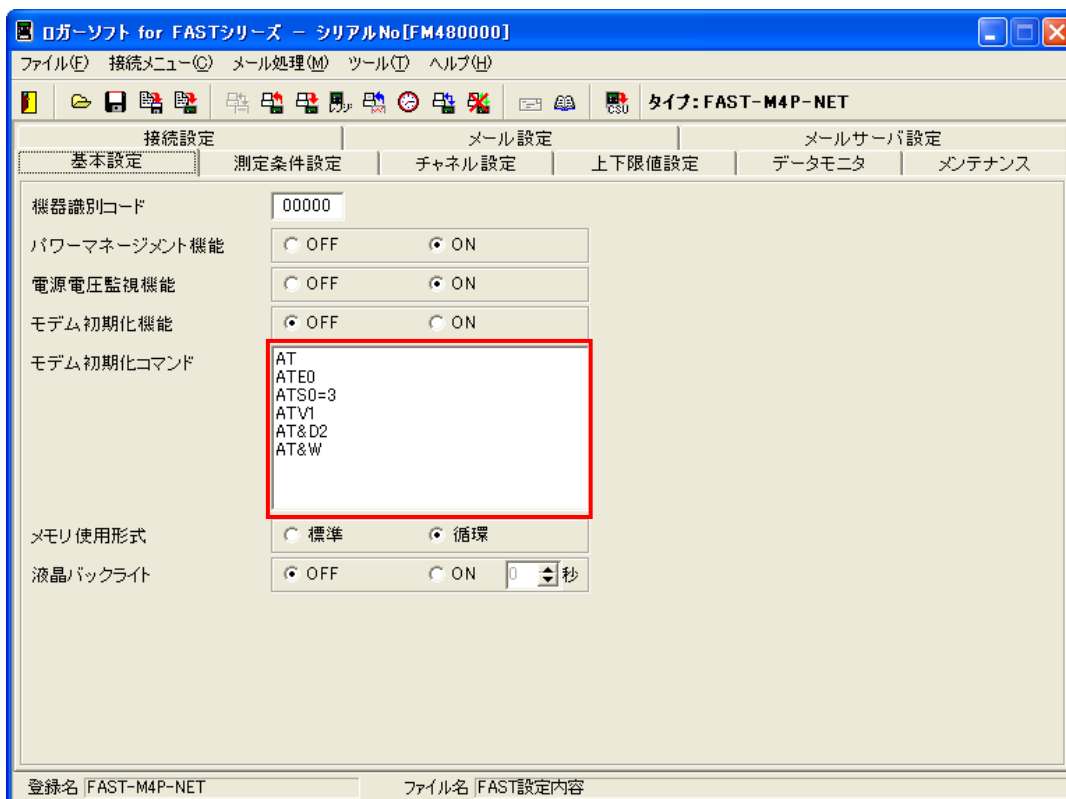 ロガーソフト for FASTシリーズ － シリアルNo[FM480000]
ファイル(F) 接続メニュー(C) メール処理(M) ツール(T) ヘルプ(H)
タイプ:FAST-M4P-NET
接続設定 メール設定 メールサーバ設定
基本設定 測定条件設定 チャネル設定 上下限値設定 データモニタ メンテナンス
機器識別コード 00000
パワーマネージメント機能 OFF ON
電源電圧監視機能 OFF ON
モデム初期化機能 OFF ON
モデム初期化コマンド
AT
ATE0
ATS0=3
ATV1
AT&D2
AT&W
メモリ使用形式 標準 循環
液晶バックライト OFF ON 0 秒
登録名 FAST-M4P-NET ファイル名 FAST設定内容